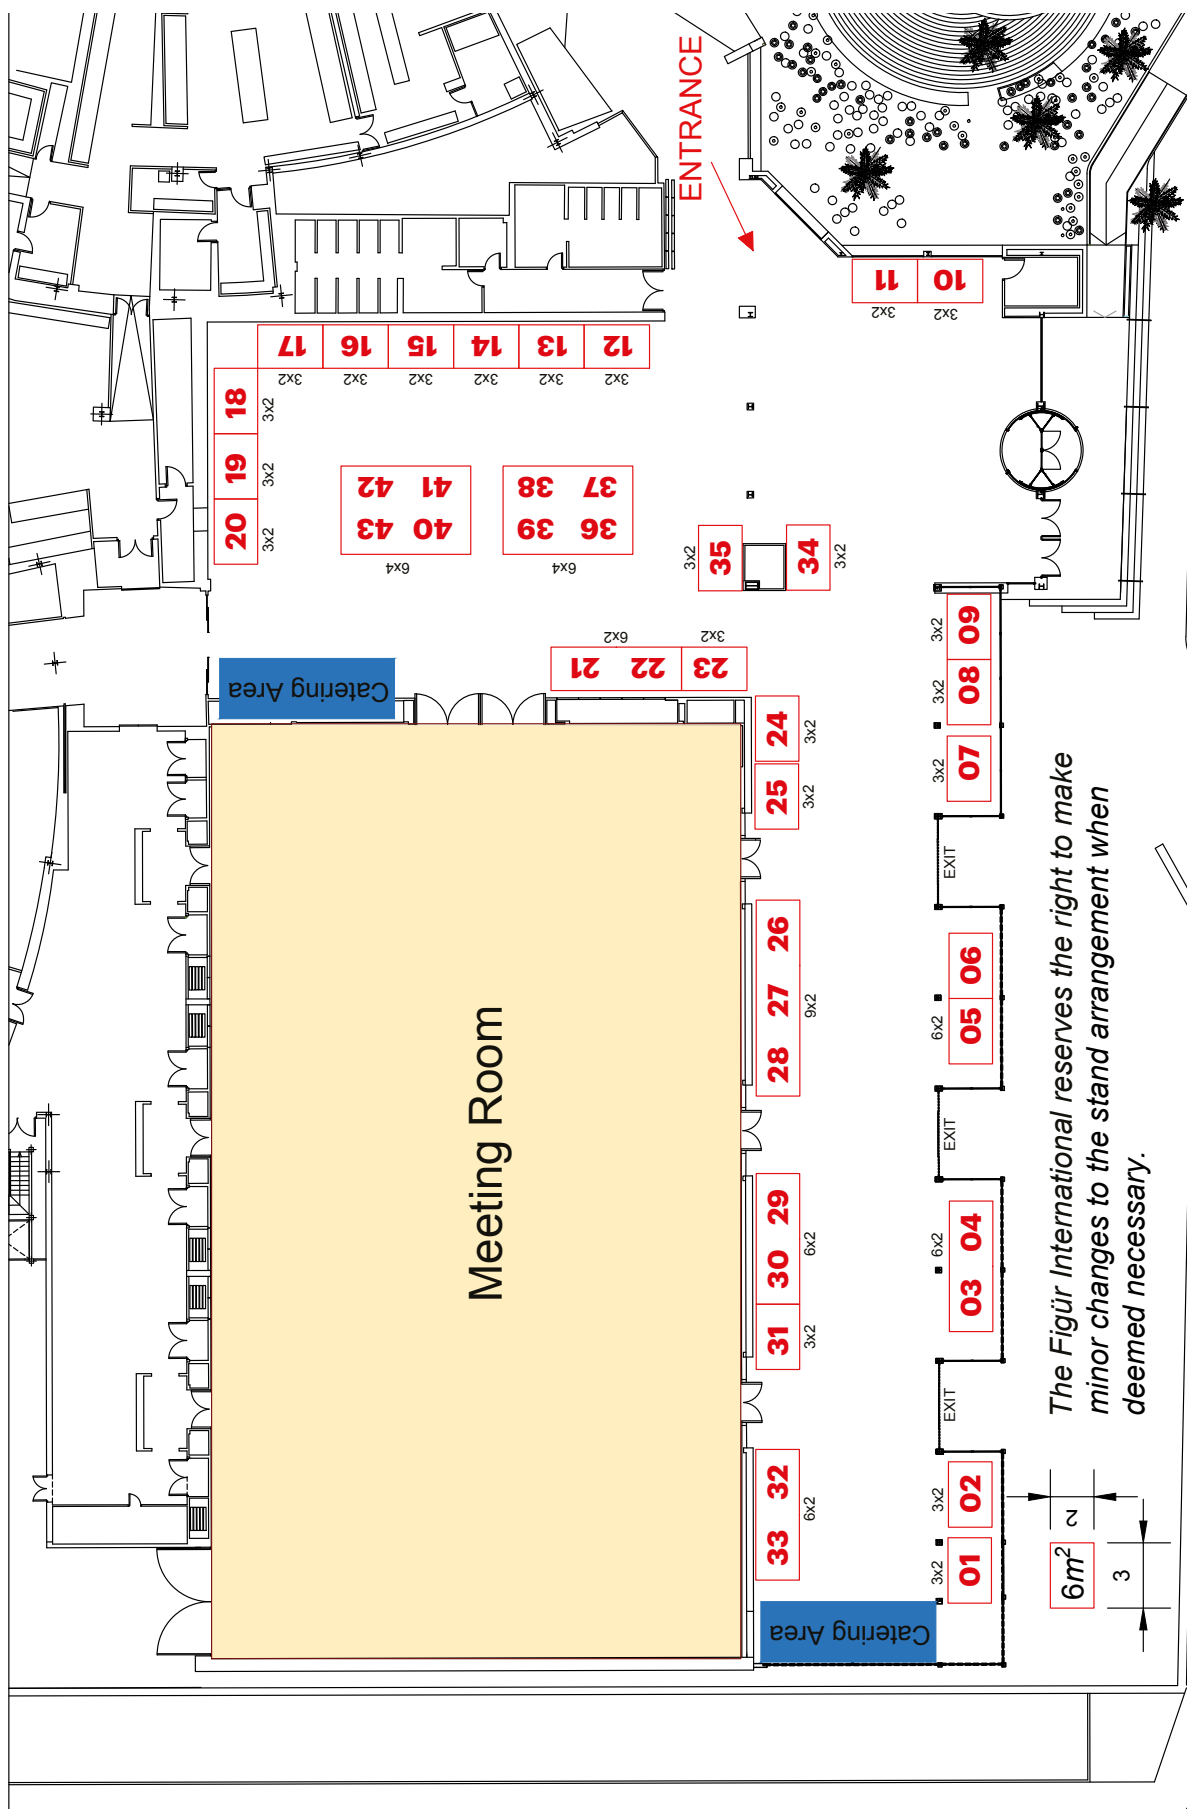 ENTRANCE
11
10
3x2
3x2
17
16
15
14
13
12
3x2
3x2
3x2
3x2
3x2
3x2
18
3x2
19
3x2
20
3x2
42
41
43
40
6x4
38
37
39
36
6x4
35
3x2
34
3x2
21
22
6x2
23
3x2
Catering Area
24
3x2
25
3x2
26
27
28
9x2
29
30
6x2
31
3x2
32
33
6x2
09
3x2
08
3x2
07
3x2
EXIT
06
05
6x2
EXIT
04
03
6x2
EXIT
02
3x2
01
3x2
Catering Area
Meeting Room
The Figür International reserves the right to make
minor changes to the stand arrangement when
deemed necessary.
6m²
2
3